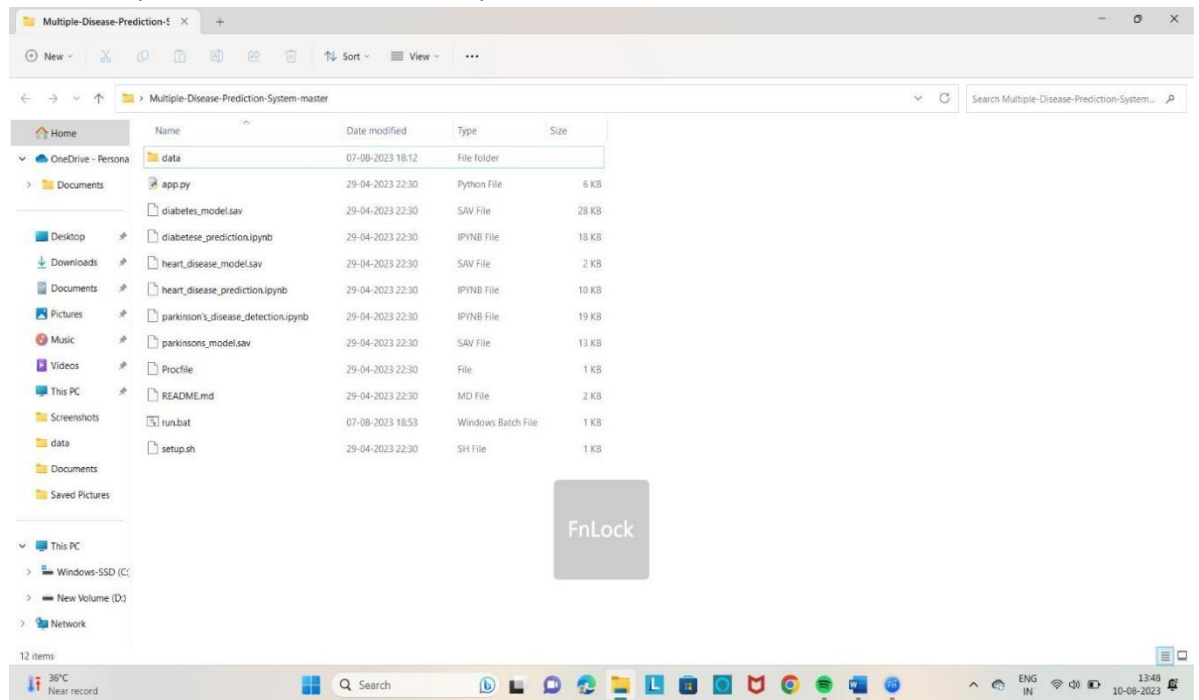 Multiple-Disease-Prediction-S
New
Sort
View
Multiple-Disease-Prediction-System-master
Search Multiple-Disease-Prediction-System...
Name Date modified Type Size
data 07-08-2023 18:12 File folder
app.py 29-04-2023 22:30 Python File 6 KB
diabetes_model.sav 29-04-2023 22:30 SAV File 28 KB
diabetese_prediction.ipynb 29-04-2023 22:30 IPYNB File 18 KB
heart_disease_model.sav 29-04-2023 22:30 SAV File 2 KB
heart_disease_prediction.ipynb 29-04-2023 22:30 IPYNB File 10 KB
parkinson's_disease_detection.ipynb 29-04-2023 22:30 IPYNB File 19 KB
parkinsons_model.sav 29-04-2023 22:30 SAV File 13 KB
Procfile 29-04-2023 22:30 File 1 KB
README.md 29-04-2023 22:30 MD File 2 KB
run.bat 07-08-2023 18:53 Windows Batch File 1 KB
setup.sh 29-04-2023 22:30 SH File 1 KB
Home
OneDrive - Persona
Documents
Desktop
Downloads
Documents
Pictures
Music
Videos
This PC
Screenshots
data
Documents
Saved Pictures
This PC
Windows-SSD (C:
New Volume (D:)
Network
FnLock
12 items
36°C
Near record
Search
ENG
IN
13:48
10-08-2023